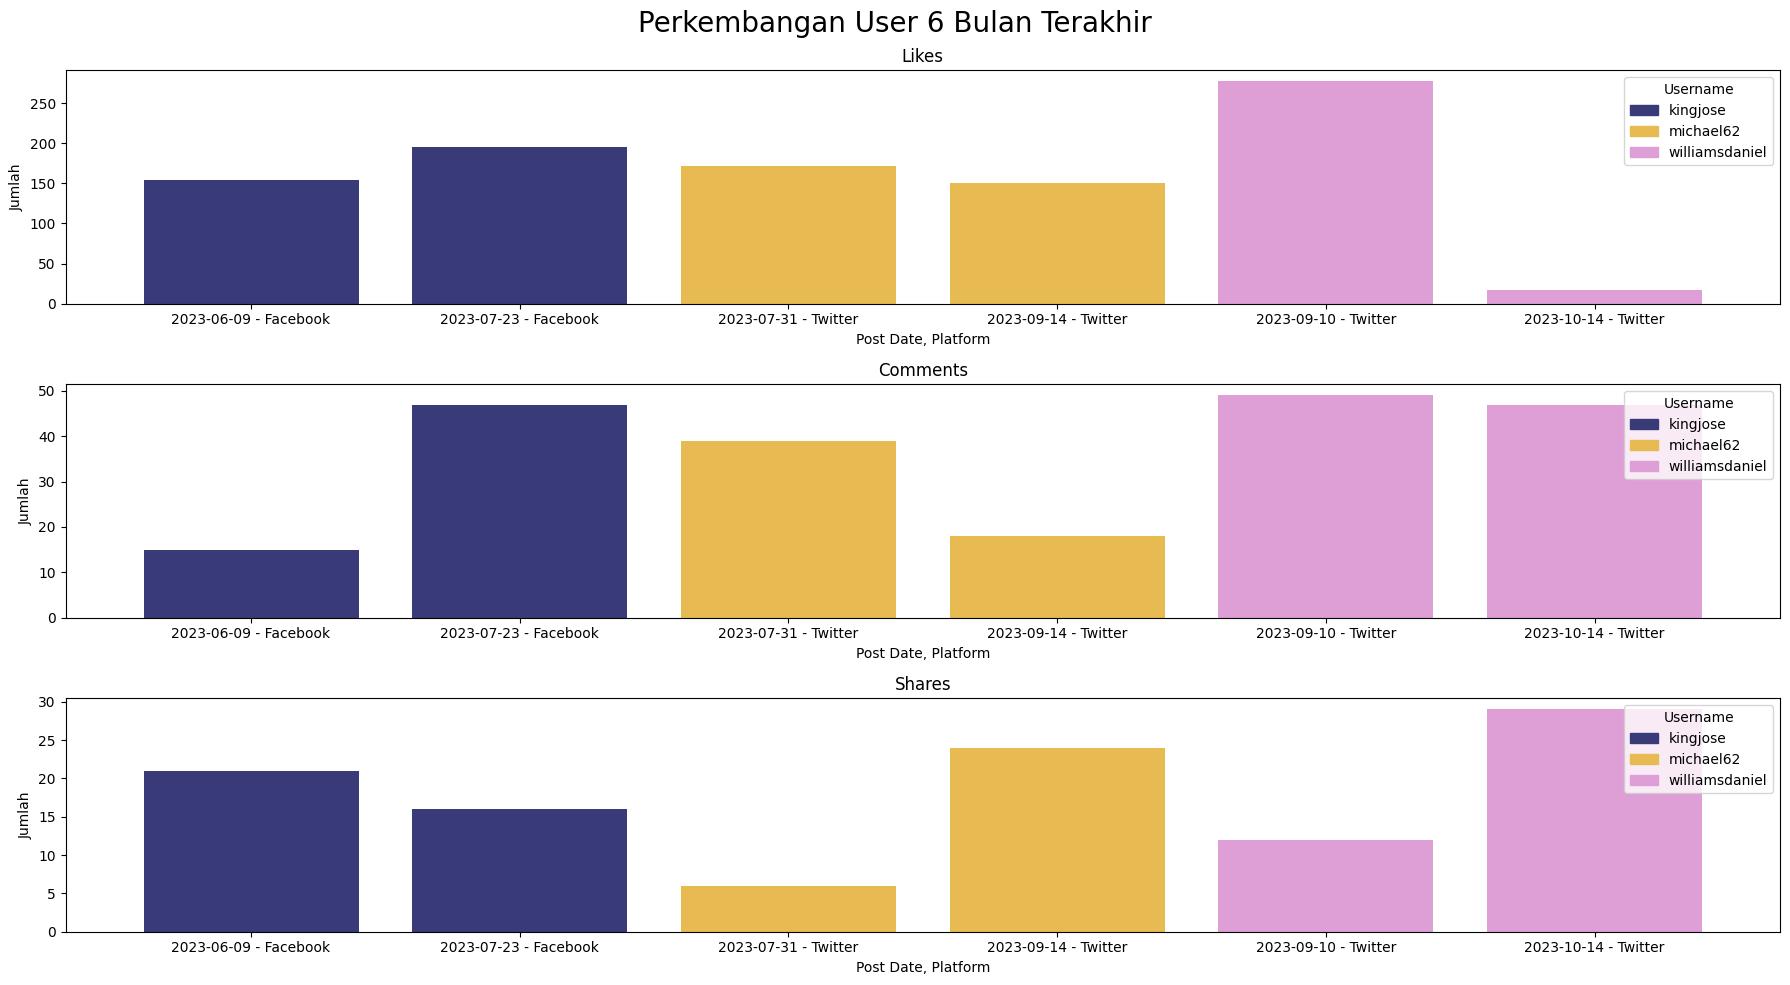 Perkembangan User 6 Bulan Terakhir
Likes
Jumlah
250
200
150
100
50
0
Username
kingjose
michael62
williamsdaniel
2023-06-09 - Facebook 2023-07-23 - Facebook 2023-07-31 - Twitter 2023-09-14 - Twitter 2023-09-10 - Twitter 2023-10-14 - Twitter
Post Date, Platform
Comments
Jumlah
50
40
30
20
10
0
Username
kingjose
michael62
williamsdaniel
2023-06-09 - Facebook 2023-07-23 - Facebook 2023-07-31 - Twitter 2023-09-14 - Twitter 2023-09-10 - Twitter 2023-10-14 - Twitter
Post Date, Platform
Shares
Jumlah
30
25
20
15
10
5
0
Username
kingjose
michael62
williamsdaniel
2023-06-09 - Facebook 2023-07-23 - Facebook 2023-07-31 - Twitter 2023-09-14 - Twitter 2023-09-10 - Twitter 2023-10-14 - Twitter
Post Date, Platform